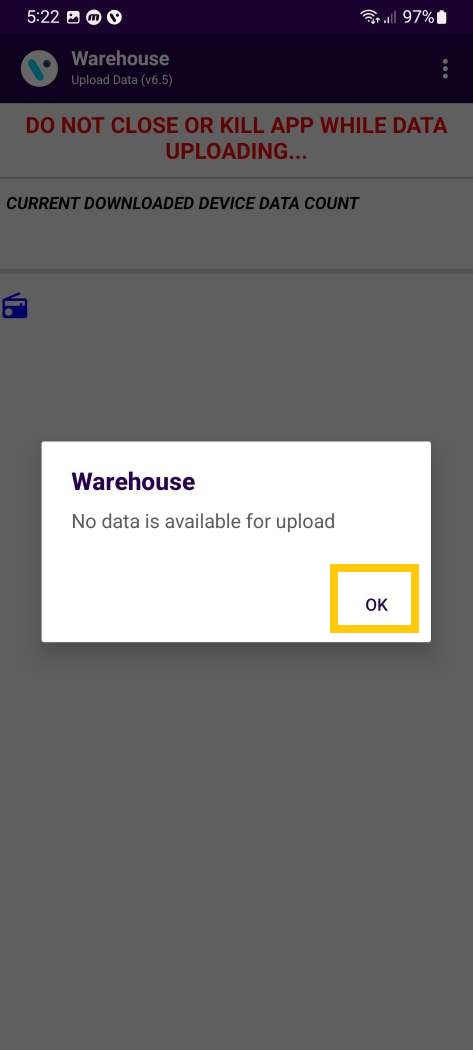 5:22
97%
Warehouse
Upload Data (v6.5)
DO NOT CLOSE OR KILL APP WHILE DATA
UPLOADING...
CURRENT DOWNLOADED DEVICE DATA COUNT
Warehouse
No data is available for upload
OK